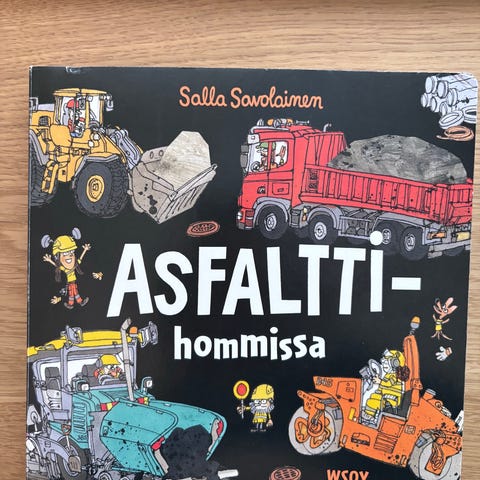 Salla Savolainen
ASFALTTI-
hommissa
WSOY